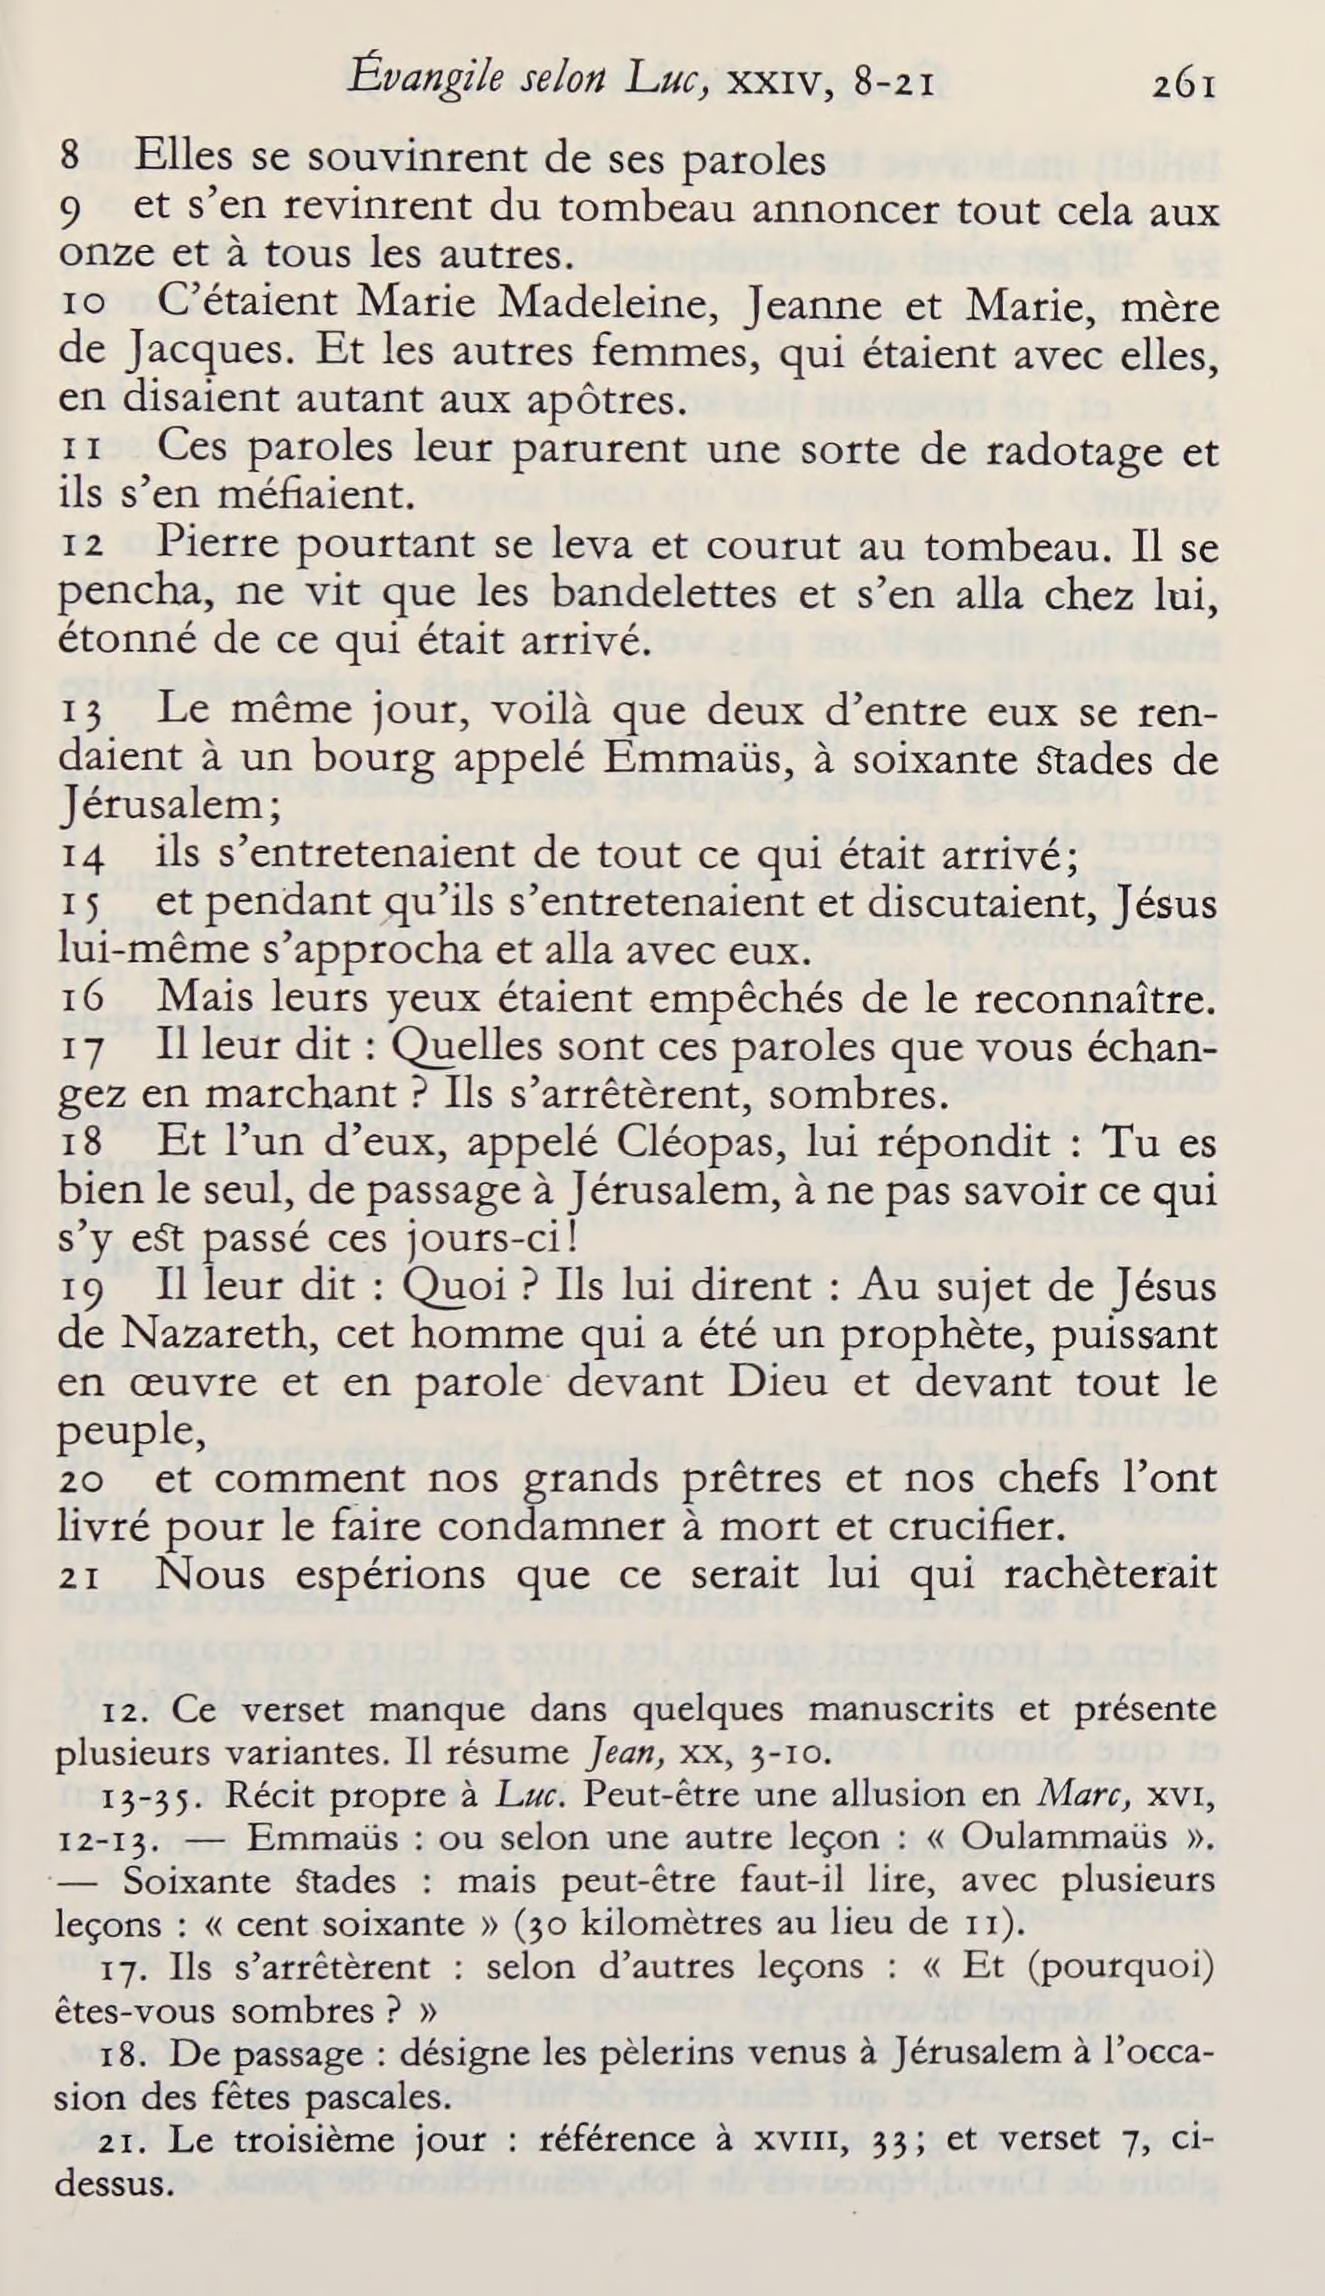 Évangile selon Luc, XXIV, 8-21 261
8 Elles se souvinrent de ses paroles
9 et s’en revinrent du tombeau annoncer tout cela aux
onze et à tous les autres.
10 C’étaient Marie Madeleine, Jeanne et Marie, mère
de Jacques. Et les autres femmes, qui étaient avec elles,
en disaient autant aux apôtres.
11 Ces paroles leur parurent une sorte de radotage et
ils s’en méfiaient.
12 Pierre pourtant se leva et courut au tombeau. Il se
pencha, ne vit que les bandelettes et s’en alla chez lui,
étonné de ce qui était arrivé.
13 Le même jour, voilà que deux d’entre eux se ren-
daient à un bourg appelé Emmaüs, à soixante stades de
Jérusalem;
14 ils s’entretenaient de tout ce qui était arrivé;
15 et pendant qu’ils s’entretenaient et discutaient, Jésus
lui-même s’approcha et alla avec eux.
16 Mais leurs yeux étaient empêchés de le reconnaître.
17 Il leur dit : Quelles sont ces paroles que vous échan-
gez en marchant ? Ils s’arrêtèrent, sombres.
18 Et l’un d’eux, appelé Cléopas, lui répondit : Tu es
bien le seul, de passage à Jérusalem, à ne pas savoir ce qui
s’y est passé ces jours-ci!
19 Il leur dit : Quoi ? Ils lui dirent : Au sujet de Jésus
de Nazareth, cet homme qui a été un prophète, puissant
en œuvre et en parole devant Dieu et devant tout le
peuple,
20 et comment nos grands prêtres et nos chefs l’ont
livré pour le faire condamner à mort et crucifier.
21 Nous espérions que ce serait lui qui rachèterait
12. Ce verset manque dans quelques manuscrits et présente
plusieurs variantes. Il résume Jean, XX, 3-10.
13-35. Récit propre à Luc. Peut-être une allusion en Marc, XVI,
12-13. — Emmaüs : ou selon une autre leçon : « Oulammaüs ».
— Soixante stades : mais peut-être faut-il lire, avec plusieurs
leçons : « cent soixante » (30 kilomètres au lieu de 11).
17. Ils s’arrêtèrent : selon d’autres leçons : « Et (pourquoi)
êtes-vous sombres ? »
18. De passage : désigne les pèlerins venus à Jérusalem à l’occa-
sion des fêtes pascales.
21. Le troisième jour : référence à XVIII, 33; et verset 7, ci-
dessus.